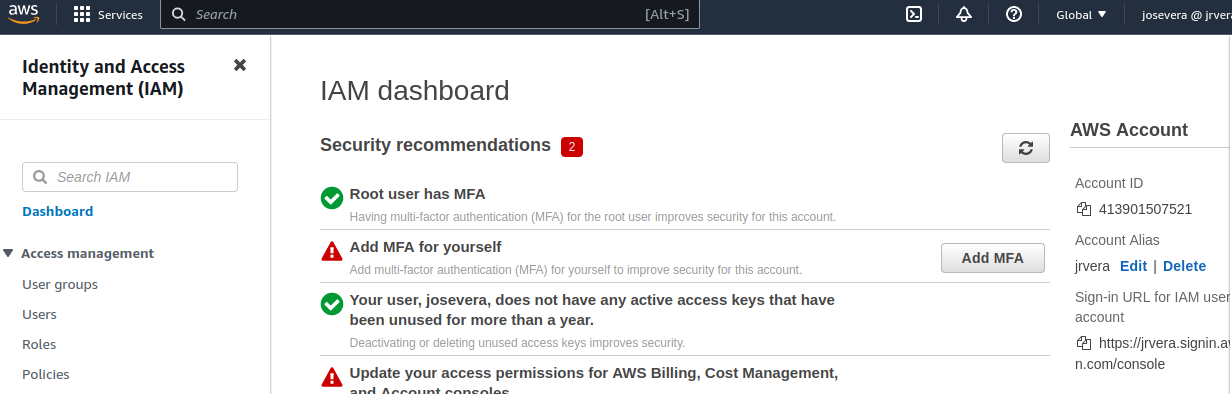 aws
Services
Search [Alt+S]
Global
josevera @ jrvera
Identity and Access
Management (IAM)
Search IAM
Dashboard
Access management
User groups
Users
Roles
Policies
IAM dashboard
Security recommendations 2
Root user has MFA
Having multi-factor authentication (MFA) for the root user improves security for this account.
Add MFA for yourself
Add multi-factor authentication (MFA) for yourself to improve security for this account.
Add MFA
Your user, josevera, does not have any active access keys that have
been unused for more than a year.
Deactivating or deleting unused access keys improves security.
Update your access permissions for AWS Billing, Cost Management,
and Account consoles
AWS Account
Account ID
413901507521
Account Alias
jrvera Edit | Delete
Sign-in URL for IAM user
account
https://jrvera.signin.aw
n.com/console